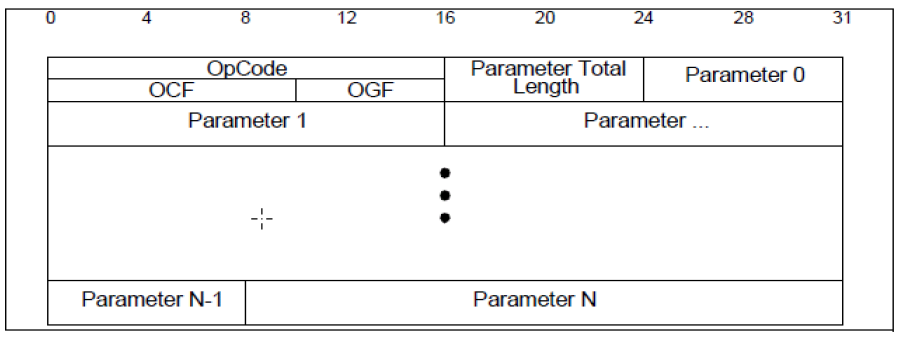 0 4 8 12 16 20 24 28 31
OpCode
Parameter Total
Length
Parameter 0
OCF OGF
Parameter 1 Parameter ...
Parameter N-1 Parameter N